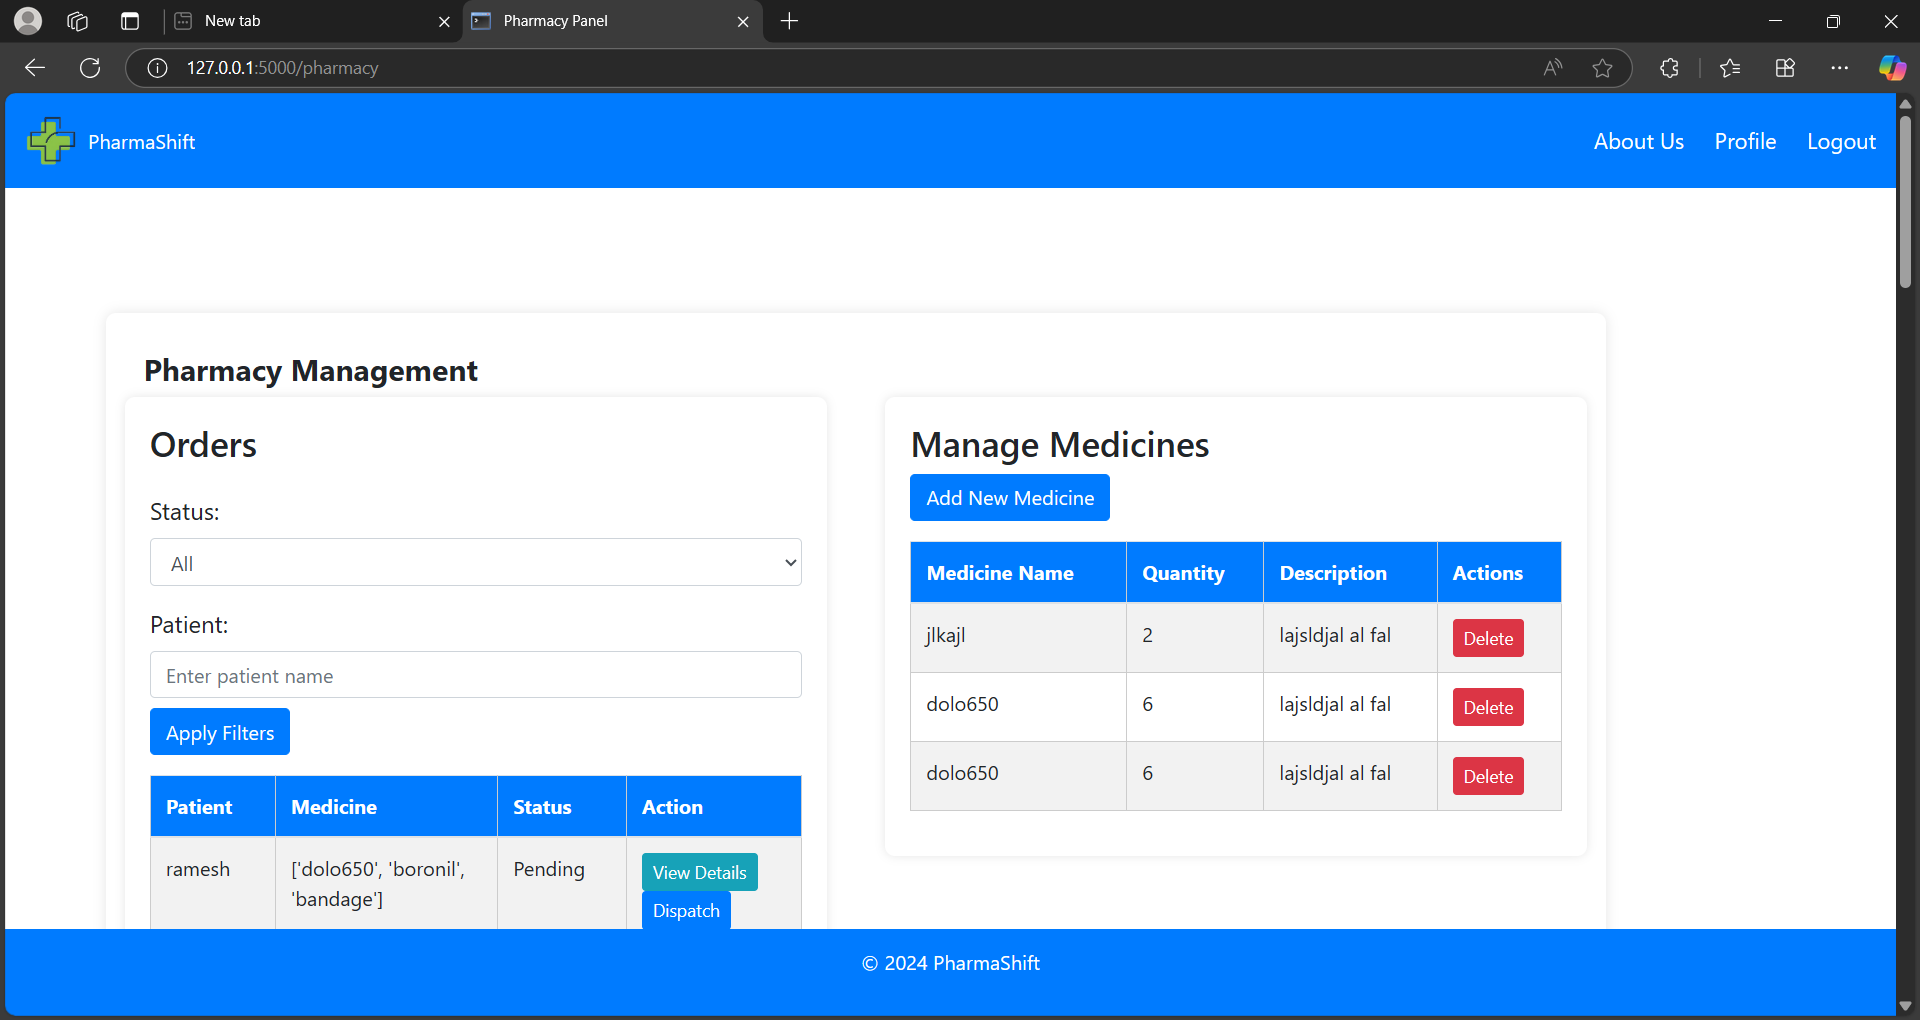 New tab
Pharmacy Panel
127.0.0.1:5000/pharmacy
PharmaShift
About Us Profile Logout
Pharmacy Management
Orders
Status:
All
Patient:
Enter patient name
Apply Filters
Patient Medicine Status Action
ramesh ['dolo650', 'boronil', Pending View Details
'bandage'] Dispatch
Manage Medicines
Add New Medicine
Medicine Name Quantity Description Actions
jlkajl 2 lajsldjal al fal Delete
dolo650 6 lajsldjal al fal Delete
dolo650 6 lajsldjal al fal Delete
© 2024 PharmaShift